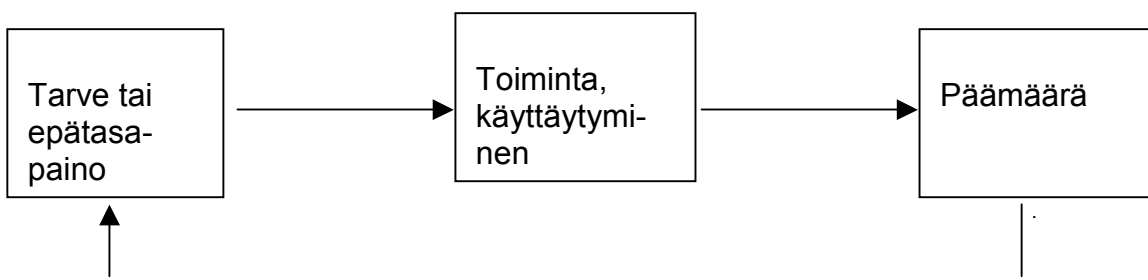 Tarve tai
epätasa-
paino
Toiminta,
käyttäytymi-
nen
Päämäärä